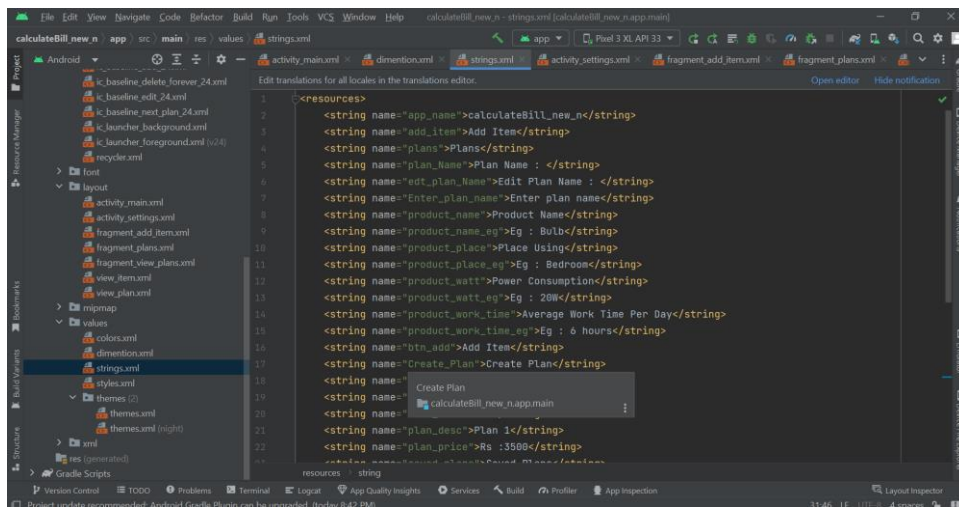 File Edit View Navigate Code Refactor Build Run Tools VCS Window Help calculateBill_new_n - strings.xml [calculateBill_new_n.app.main]
calculateBill_new_n app src main res values strings.xml app Pixel 3 XL API 33
Android activity_main.xml dimention.xml strings.xml activity_settings.xml fragment_add_item.xml fragment_plans.xml
Edit translations for all locales in the translations editor. Open editor Hide notification
Project
Resource Manager
Bookmarks
Build Variants
Structure
ic_baseline_delete_forever_24.xml
ic_baseline_edit_24.xml
ic_baseline_next_plan_24.xml
ic_launcher_background.xml
ic_launcher_foreground.xml (v24)
recycler.xml
font
layout
activity_main.xml
activity_settings.xml
fragment_add_item.xml
fragment_plans.xml
fragment_view_plans.xml
view_item.xml
view_plan.xml
mipmap
values
colors.xml
dimention.xml
strings.xml
styles.xml
themes (2)
themes.xml
themes.xml (night)
xml
res (generated)
Gradle Scripts
1 <resources>
2 <string name="app_name">calculateBill_new_n</string>
3 <string name="add_item">Add Item</string>
4 <string name="plans">Plans</string>
5 <string name="plan_Name">Plan Name : </string>
6 <string name="edt_plan_Name">Edit Plan Name : </string>
7 <string name="Enter_plan_name">Enter plan name</string>
8 <string name="product_name">Product Name</string>
9 <string name="product_name_eg">Eg : Bulb</string>
10 <string name="product_place">Place Using</string>
11 <string name="product_place_eg">Eg : Bedroom</string>
12 <string name="product_watt">Power Consumption</string>
13 <string name="product_watt_eg">Eg : 20W</string>
14 <string name="product_work_time">Average Work Time Per Day</string>
15 <string name="product_work_time_eg">Eg : 6 hours</string>
16 <string name="btn_add">Add Item</string>
17 <string name="Create_Plan">Create Plan</string>
18 <string name="
19 <string name="
20 <string name="
21 <string name="plan_desc">Plan 1</string>
22 <string name="plan_price">Rs :3500</string>
Create Plan
calculateBill_new_n.app.main
resources string
Version Control TODO Problems Terminal Logcat App Quality Insights Services Build Profiler App Inspection Layout Inspector
Project update recommended: Android Gradle Plugin can be upgraded. (today 8:42 PM) 31:46 LF UTF-8 4 spaces